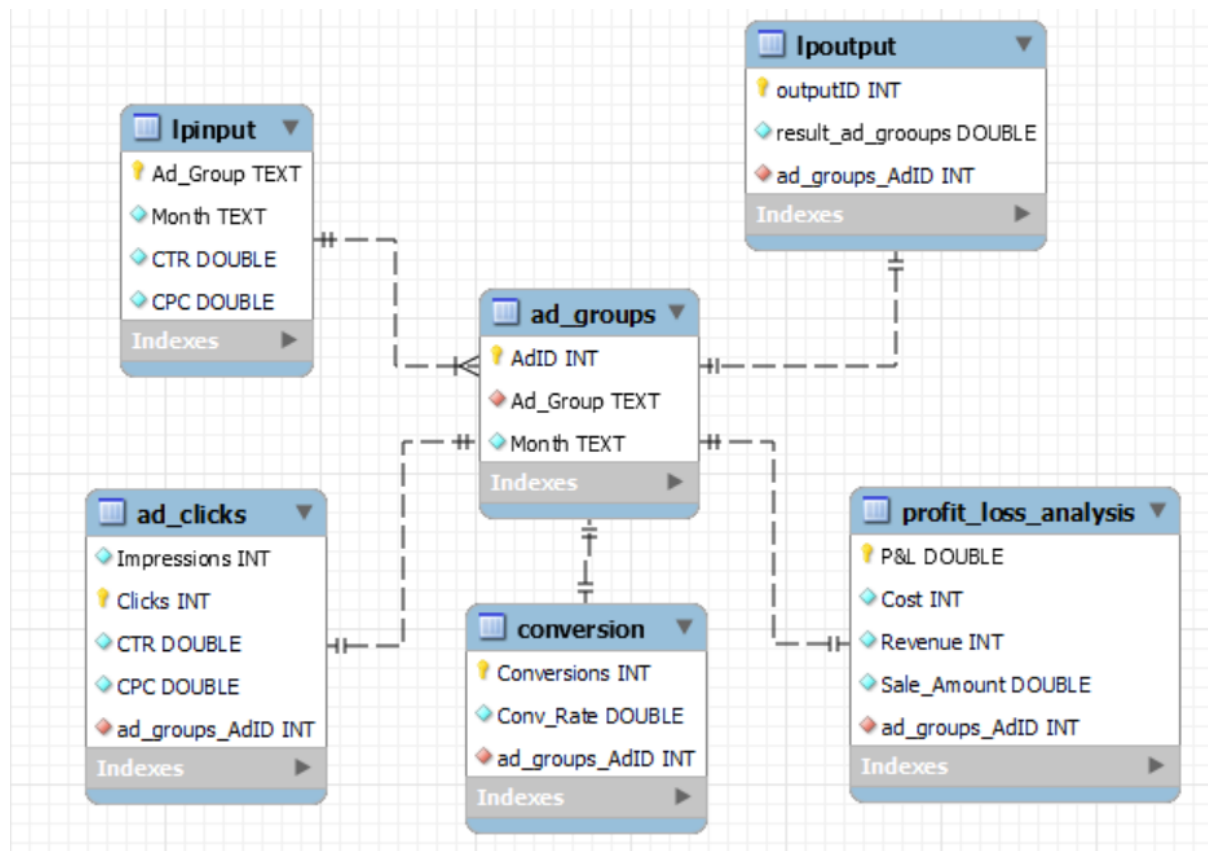 lpinput
Ad_Group TEXT
Month TEXT
CTR DOUBLE
CPC DOUBLE
Indexes
lpoutput
outputID INT
result_ad_grooups DOUBLE
ad_groups_AdID INT
Indexes
ad_groups
AdID INT
Ad_Group TEXT
Month TEXT
Indexes
ad_clicks
Impressions INT
Clicks INT
CTR DOUBLE
CPC DOUBLE
ad_groups_AdID INT
Indexes
conversion
Conversions INT
Conv_Rate DOUBLE
ad_groups_AdID INT
Indexes
profit_loss_analysis
P&L DOUBLE
Cost INT
Revenue INT
Sale_Amount DOUBLE
ad_groups_AdID INT
Indexes